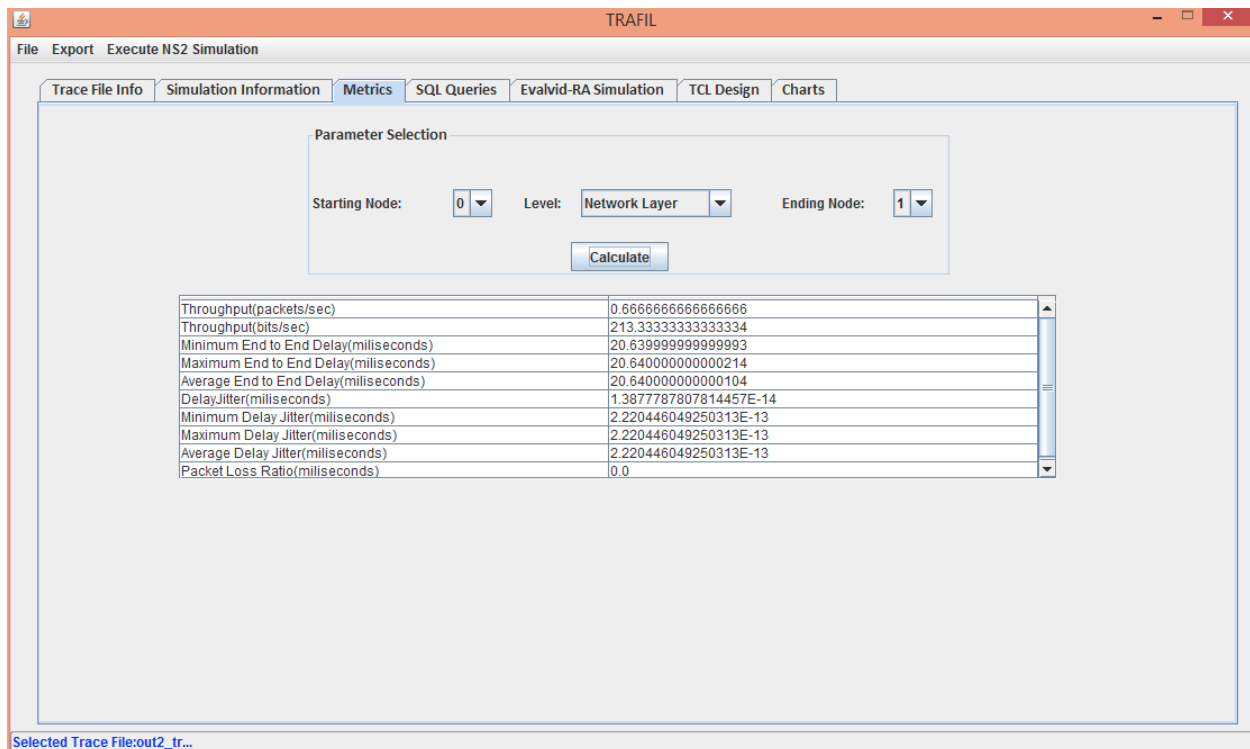 TRAFIL
File Export Execute NS2 Simulation
Trace File Info Simulation Information Metrics SQL Queries Evalvid-RA Simulation TCL Design Charts
Parameter Selection
Starting Node: 0 Level: Network Layer Ending Node: 1
Calculate
Throughput(packets/sec) 0.6666666666666666
Throughput(bits/sec) 213.33333333333334
Minimum End to End Delay(miliseconds) 20.639999999999993
Maximum End to End Delay(miliseconds) 20.640000000000214
Average End to End Delay(miliseconds) 20.640000000000104
DelayJitter(miliseconds) 1.3877787807814457E-14
Minimum Delay Jitter(miliseconds) 2.220446049250313E-13
Maximum Delay Jitter(miliseconds) 2.220446049250313E-13
Average Delay Jitter(miliseconds) 2.220446049250313E-13
Packet Loss Ratio(miliseconds) 0.0
Selected Trace File:out2_tr...